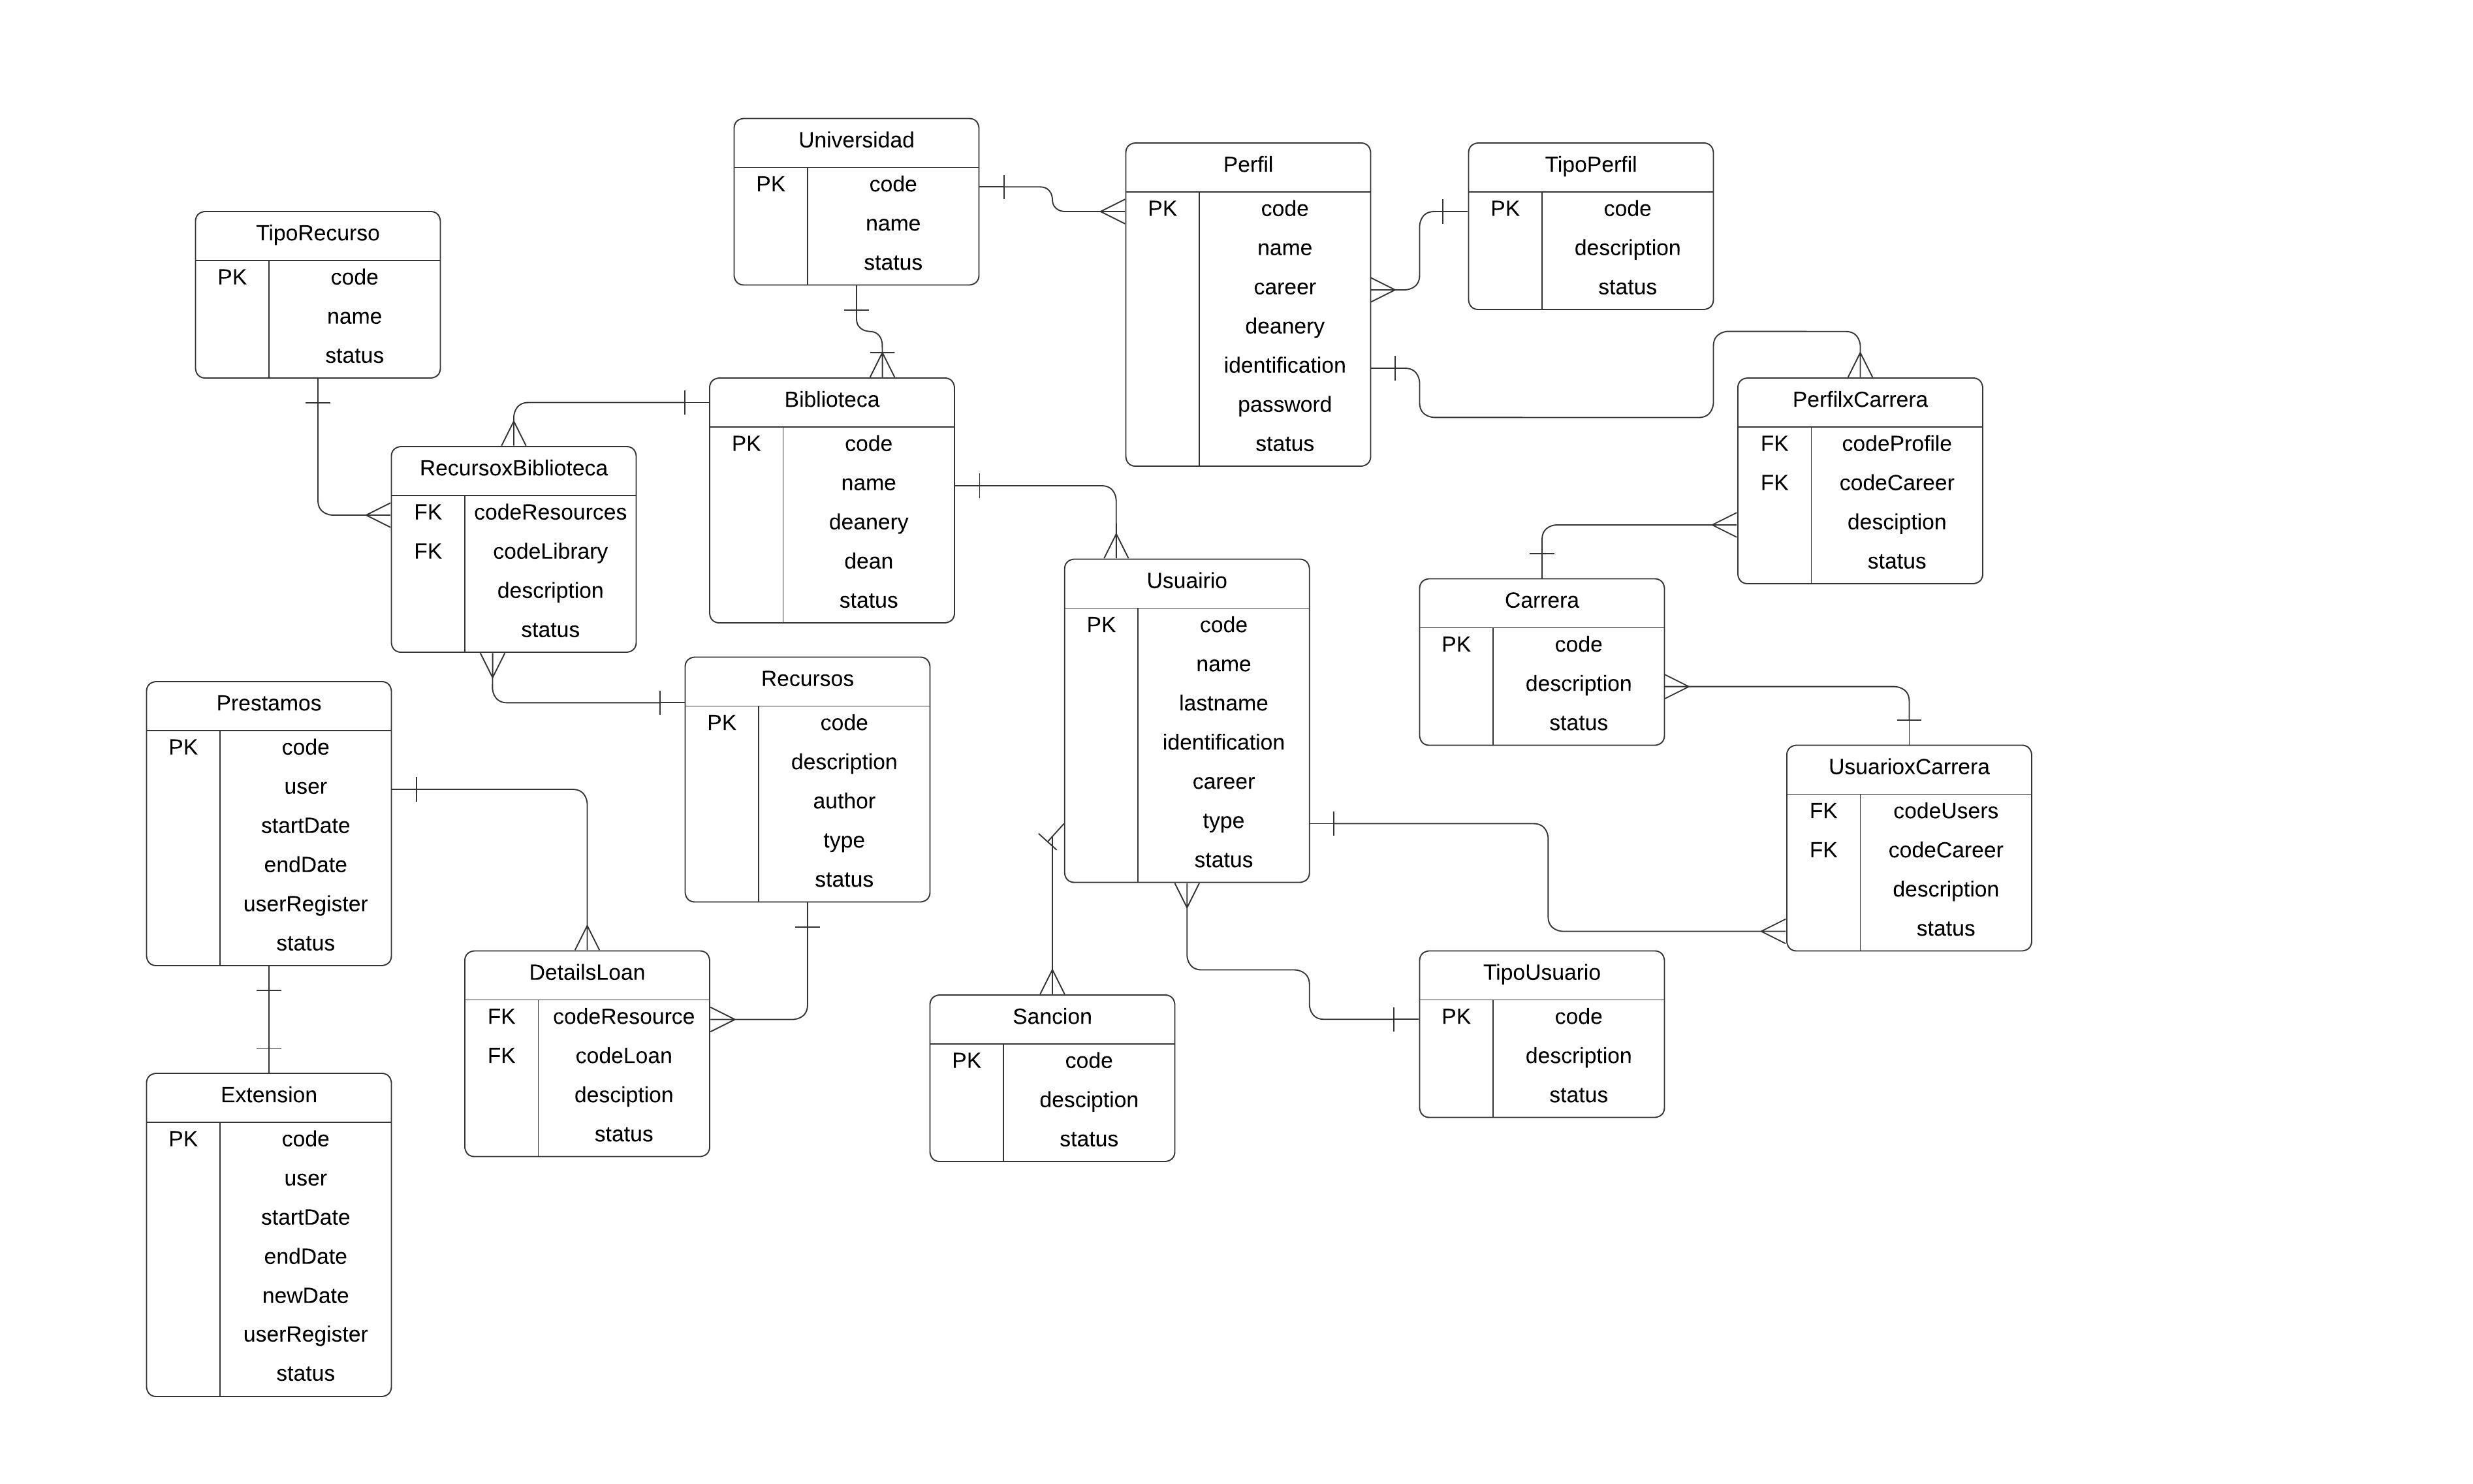 Universidad
PK code
name
status
Perfil
PK code
name
career
deanery
identification
password
status
TipoPerfil
PK code
description
status
TipoRecurso
PK code
name
status
Biblioteca
PK code
name
deanery
dean
status
PerfilxCarrera
FK codeProfile
FK codeCareer
desciption
status
RecursoxBiblioteca
FK codeResources
FK codeLibrary
description
status
Usuairio
PK code
name
lastname
identification
career
type
status
Carrera
PK code
description
status
Recursos
PK code
description
author
type
status
Prestamos
PK code
user
startDate
endDate
userRegister
status
UsuarioxCarrera
FK codeUsers
FK codeCareer
description
status
DetailsLoan
FK codeResource
FK codeLoan
desciption
status
Sancion
PK code
desciption
status
TipoUsuario
PK code
description
status
Extension
PK code
user
startDate
endDate
newDate
userRegister
status